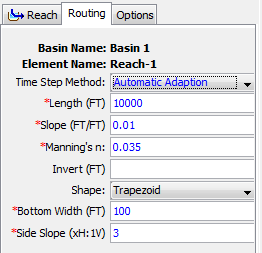 Reach Routing Options
Basin Name: Basin 1
Element Name: Reach-1
Time Step Method: Automatic Adaption
*Length (FT) 10000
*Slope (FT/FT) 0.01
*Manning's n: 0.035
Invert (FT)
Shape: Trapezoid
*Bottom Width (FT) 100
*Side Slope (xH:1V) 3